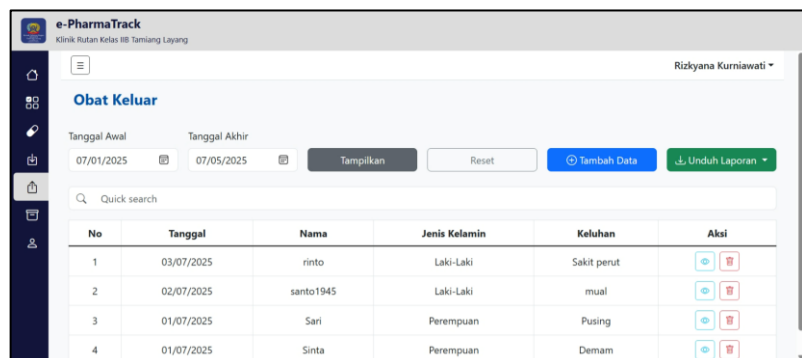 e-PharmaTrack
Klinik Rutan Kelas IIB Tamiang Layang
Rizkyana Kurniawati
Obat Keluar
Tanggal Awal Tanggal Akhir
07/01/2025 07/05/2025 Tampilkan Reset Tambah Data Unduh Laporan
Quick search
No Tanggal Nama Jenis Kelamin Keluhan Aksi
1 03/07/2025 rinto Laki-Laki Sakit perut
2 02/07/2025 santo1945 Laki-Laki mual
3 01/07/2025 Sari Perempuan Pusing
4 01/07/2025 Sinta Perempuan Demam